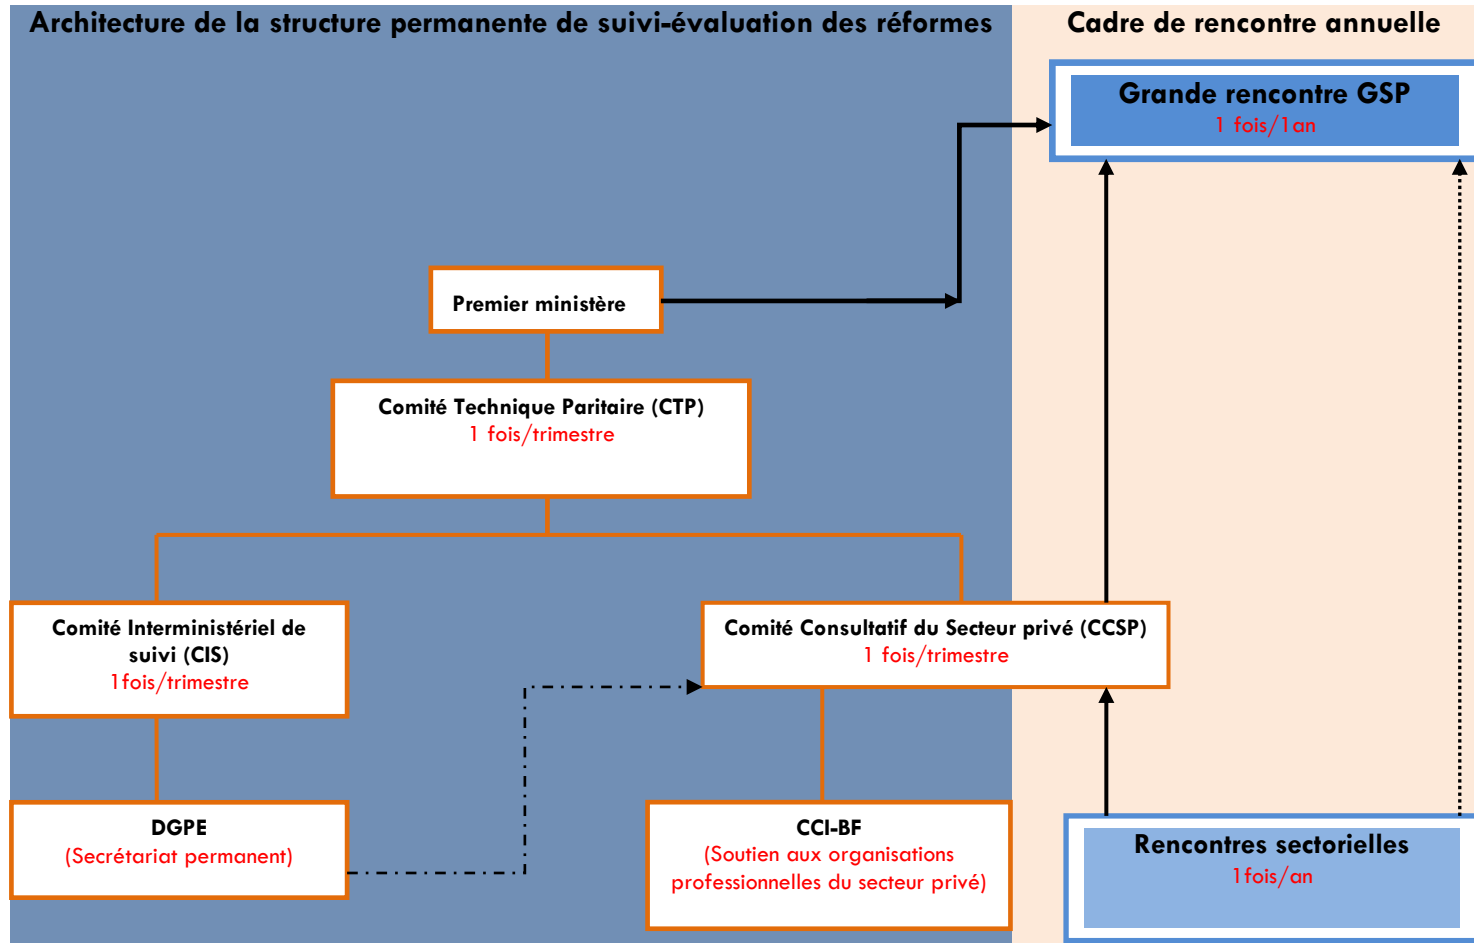 Architecture de la structure permanente de suivi-évaluation des réformes
Cadre de rencontre annuelle
Grande rencontre GSP
1 fois/1an
Premier ministère
Comité Technique Paritaire (CTP)
1 fois/trimestre
Comité Interministériel de
suivi (CIS)
1fois/trimestre
Comité Consultatif du Secteur privé (CCSP)
1 fois/trimestre
DGPE
(Secrétariat permanent)
CCI-BF
(Soutien aux organisations
professionnelles du secteur privé)
Rencontres sectorielles
1fois/an